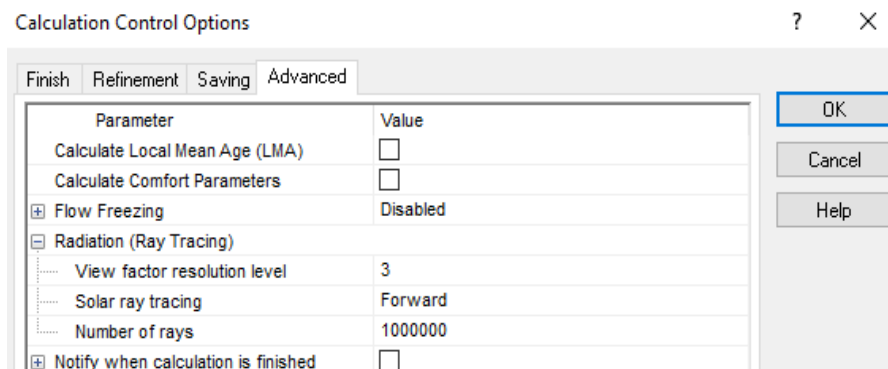 Calculation Control Options ? ×
Finish Refinement Saving Advanced
Parameter Value
OK
Calculate Local Mean Age (LMA)
Cancel
Calculate Comfort Parameters
Flow Freezing Disabled
Help
Radiation (Ray Tracing)
View factor resolution level 3
Solar ray tracing Forward
Number of rays 1000000
Notify when calculation is finished